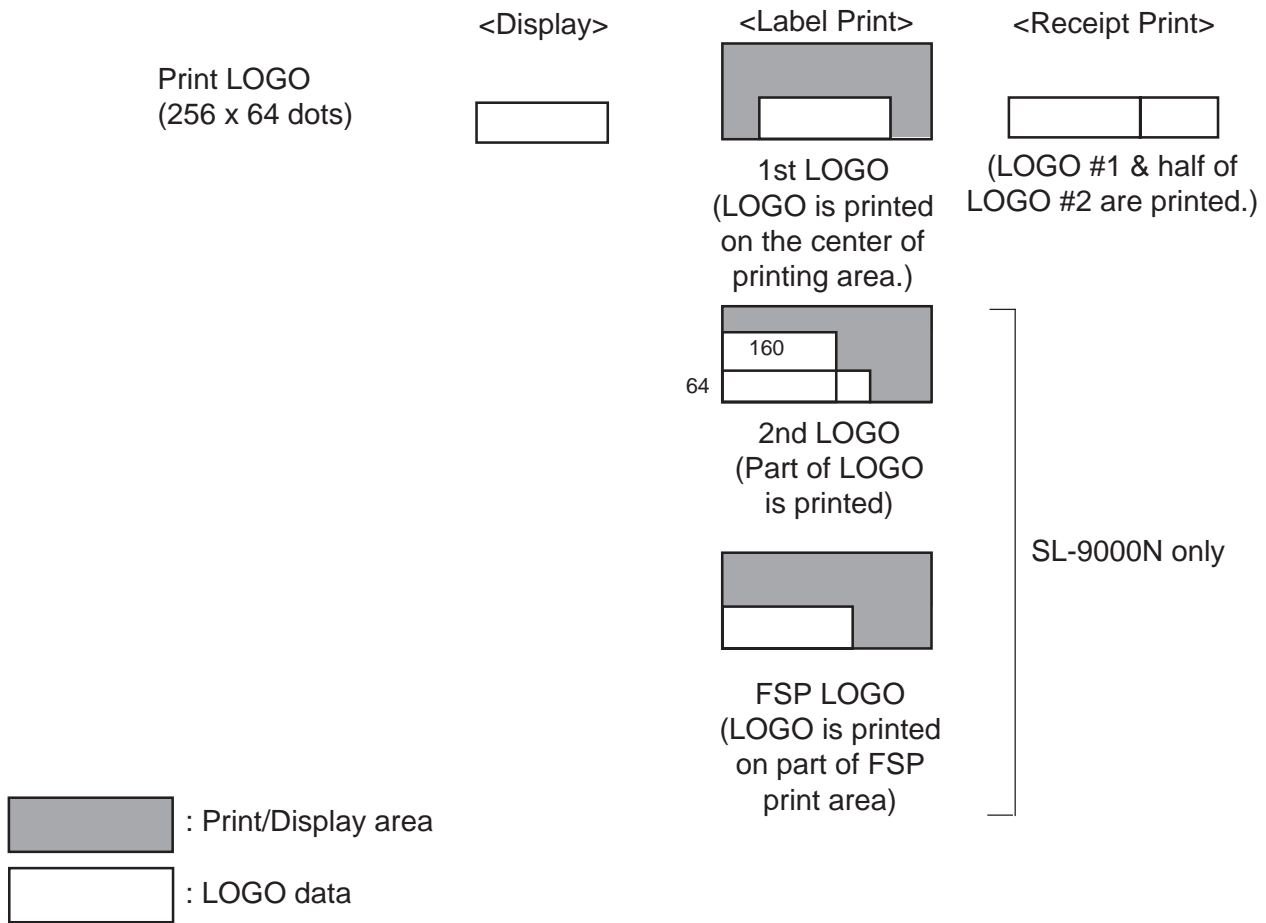 <Display>
<Label Print>
<Receipt Print>
Print LOGO
(256 x 64 dots)
1st LOGO
(LOGO is printed
on the center of
printing area.)
(LOGO #1 & half of
LOGO #2 are printed.)
160
64
2nd LOGO
(Part of LOGO
is printed)
SL-9000N only
FSP LOGO
(LOGO is printed
on part of FSP
print area)
: Print/Display area
: LOGO data